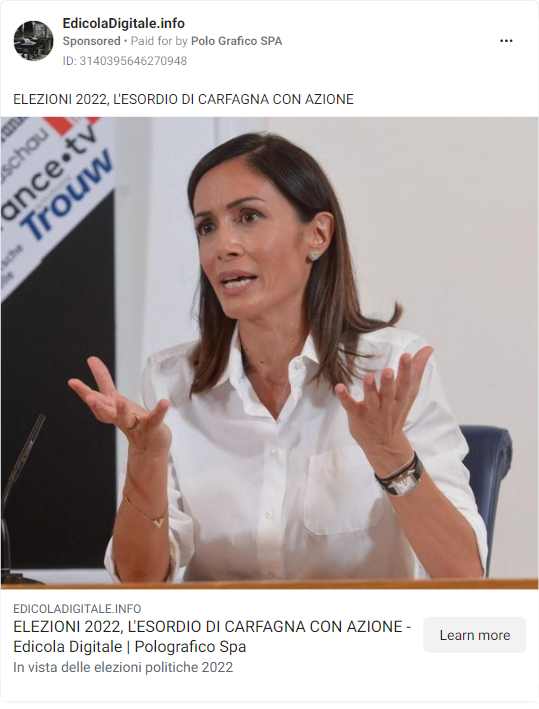 EdicolaDigitale.info
Sponsored • Paid for by Polo Grafico SPA
ID: 3140395646270948
ELEZIONI 2022, L'ESORDIO DI CARFAGNA CON AZIONE
schau
ance•tv
Trouw
EDICOLADIGITALE.INFO
ELEZIONI 2022, L'ESORDIO DI CARFAGNA CON AZIONE -
Edicola Digitale | Polografico Spa
Learn more
In vista delle elezioni politiche 2022